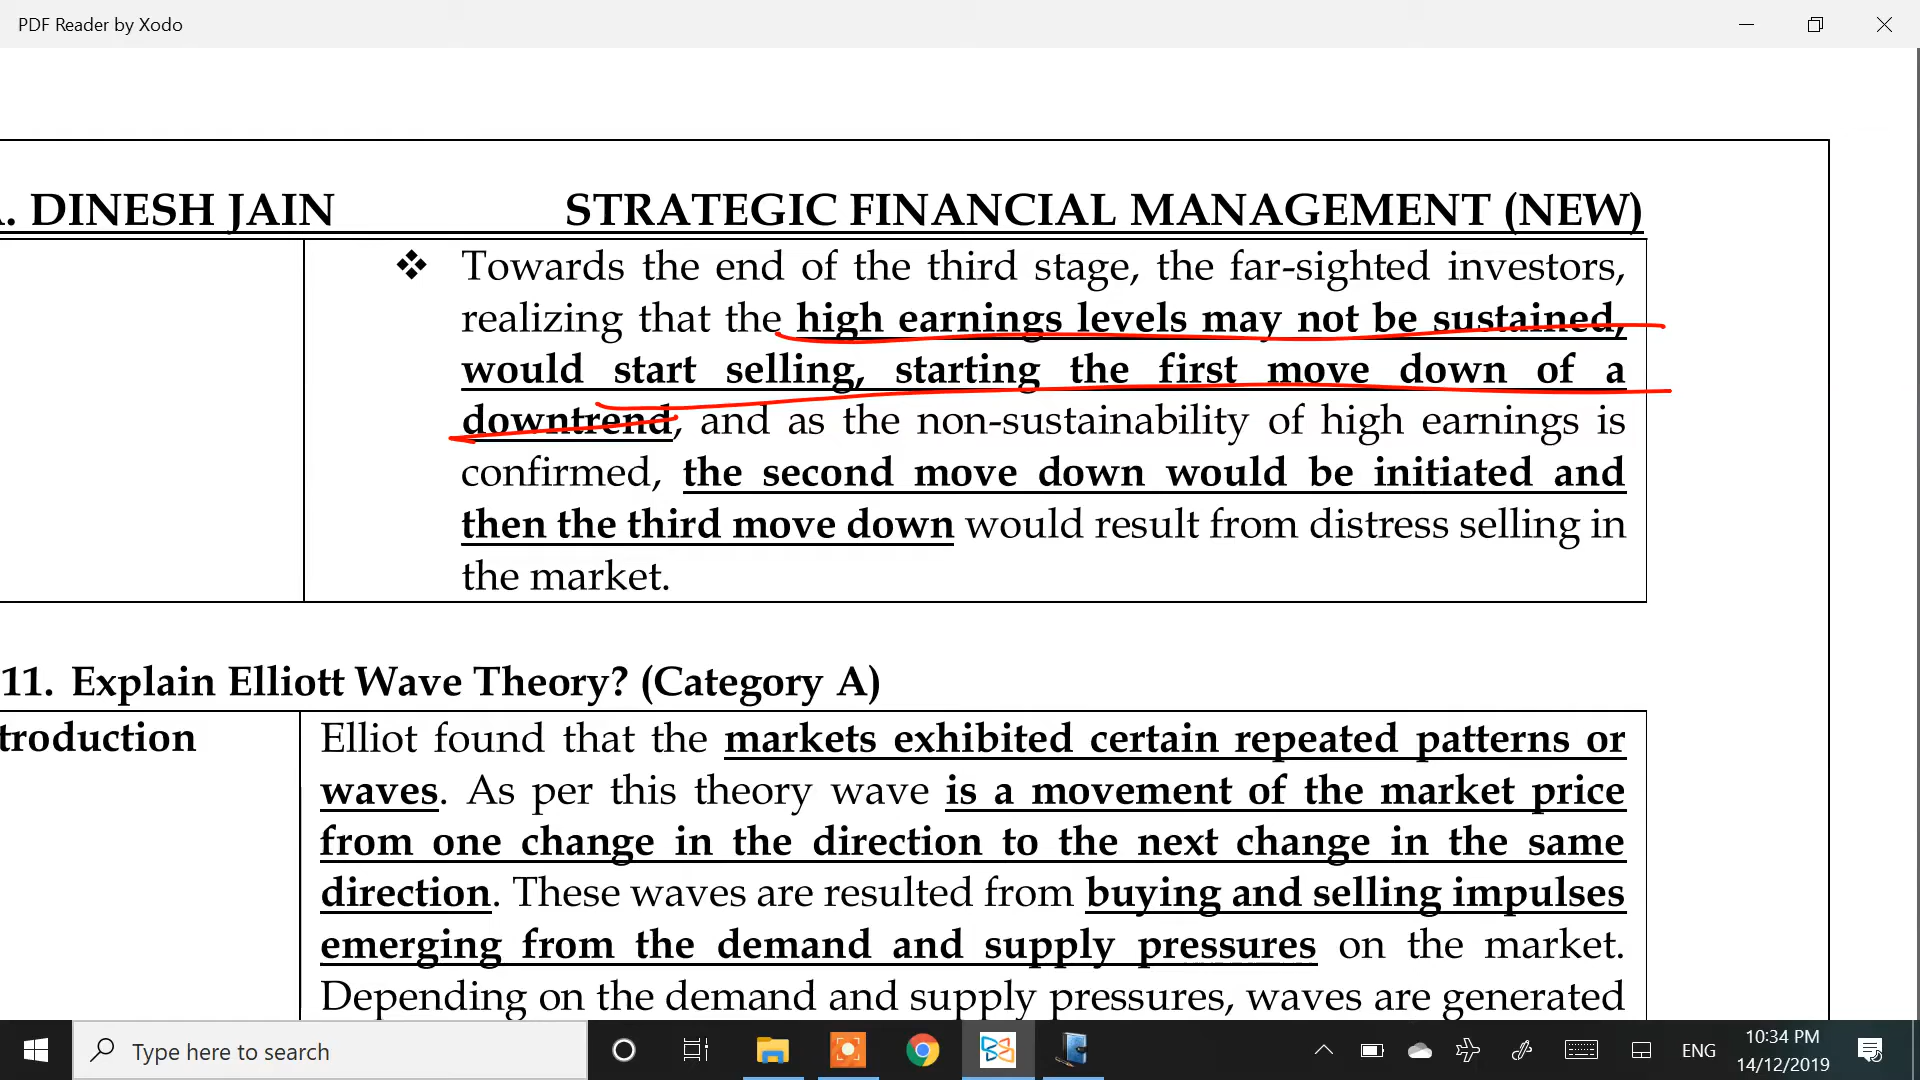 PDF Reader by Xodo
. DINESH JAIN STRATEGIC FINANCIAL MANAGEMENT (NEW)
❖ Towards the end of the third stage, the far-sighted investors,
realizing that the high earnings levels may not be sustained,
would start selling, starting the first move down of a
downtrend, and as the non-sustainability of high earnings is
confirmed, the second move down would be initiated and
then the third move down would result from distress selling in
the market.
11. Explain Elliott Wave Theory? (Category A)
troduction
Elliot found that the markets exhibited certain repeated patterns or
waves. As per this theory wave is a movement of the market price
from one change in the direction to the next change in the same
direction. These waves are resulted from buying and selling impulses
emerging from the demand and supply pressures on the market.
Depending on the demand and supply pressures, waves are generated
Type here to search
ENG
10:34 PM
14/12/2019